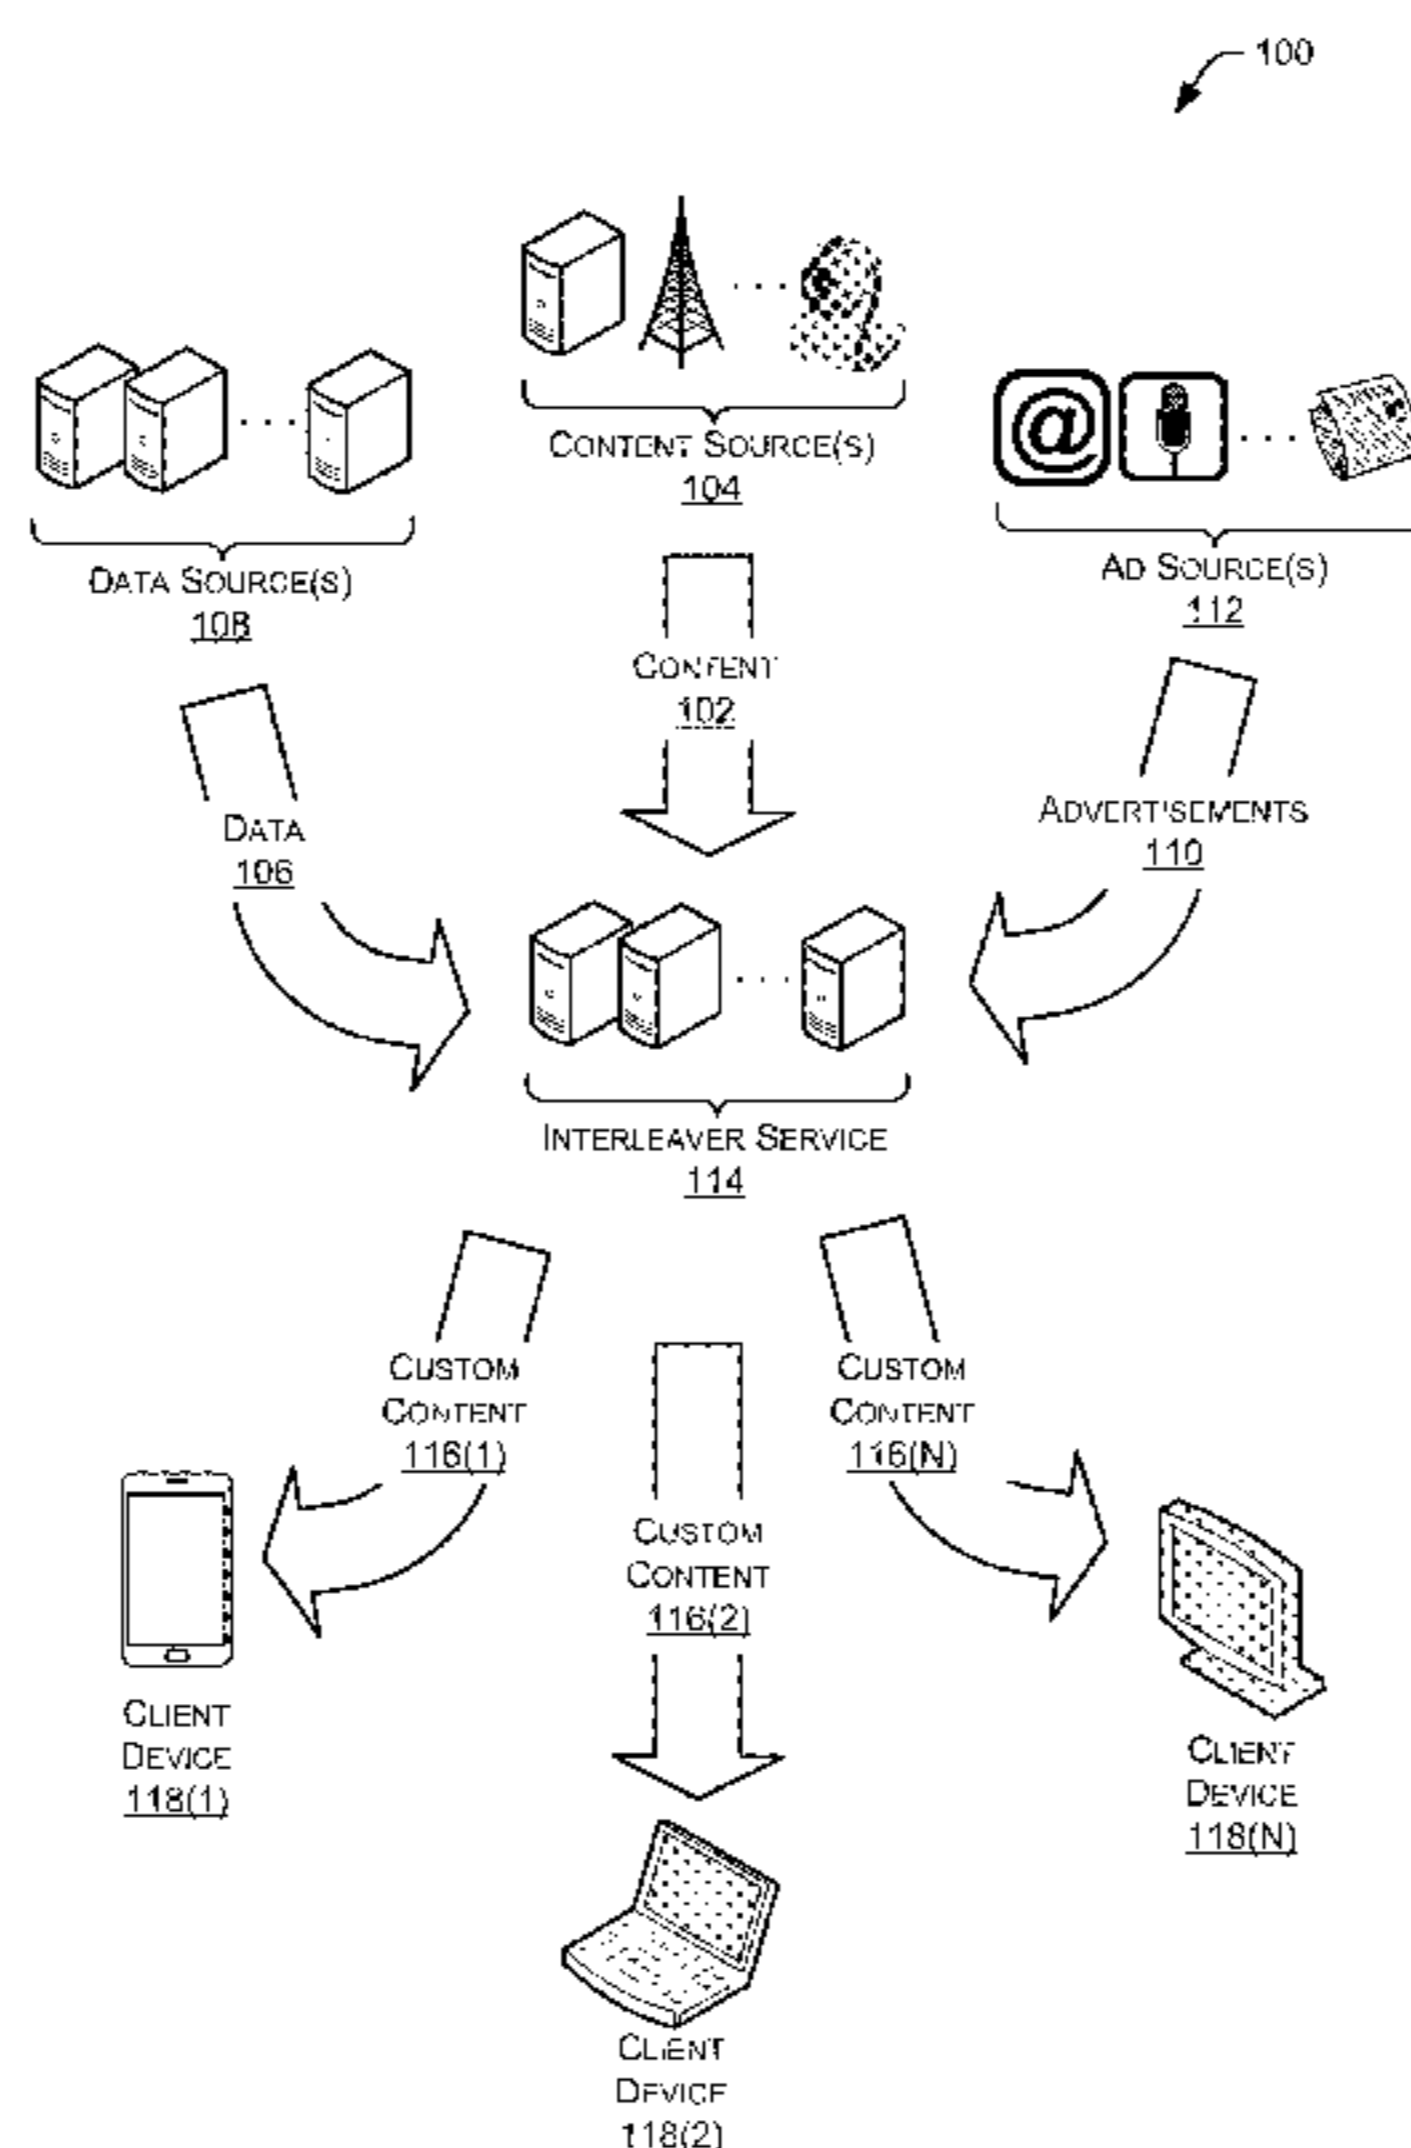 100
CONTENT SOURCE(S)
104
DATA SOURCE(S)
108
AD SOURCE(S)
112
CONTENT
102
DATA
106
ADVERTISEMENTS
110
@
INTERLEAVER SERVICE
114
CUSTOM
CONTENT
116(1)
CUSTOM
CONTENT
116(N)
CUSTOM
CONTENT
116(2)
CLIENT
DEVICE
118(1)
CLIENT
DEVICE
118(N)
CLIENT
DEVICE
118(2)